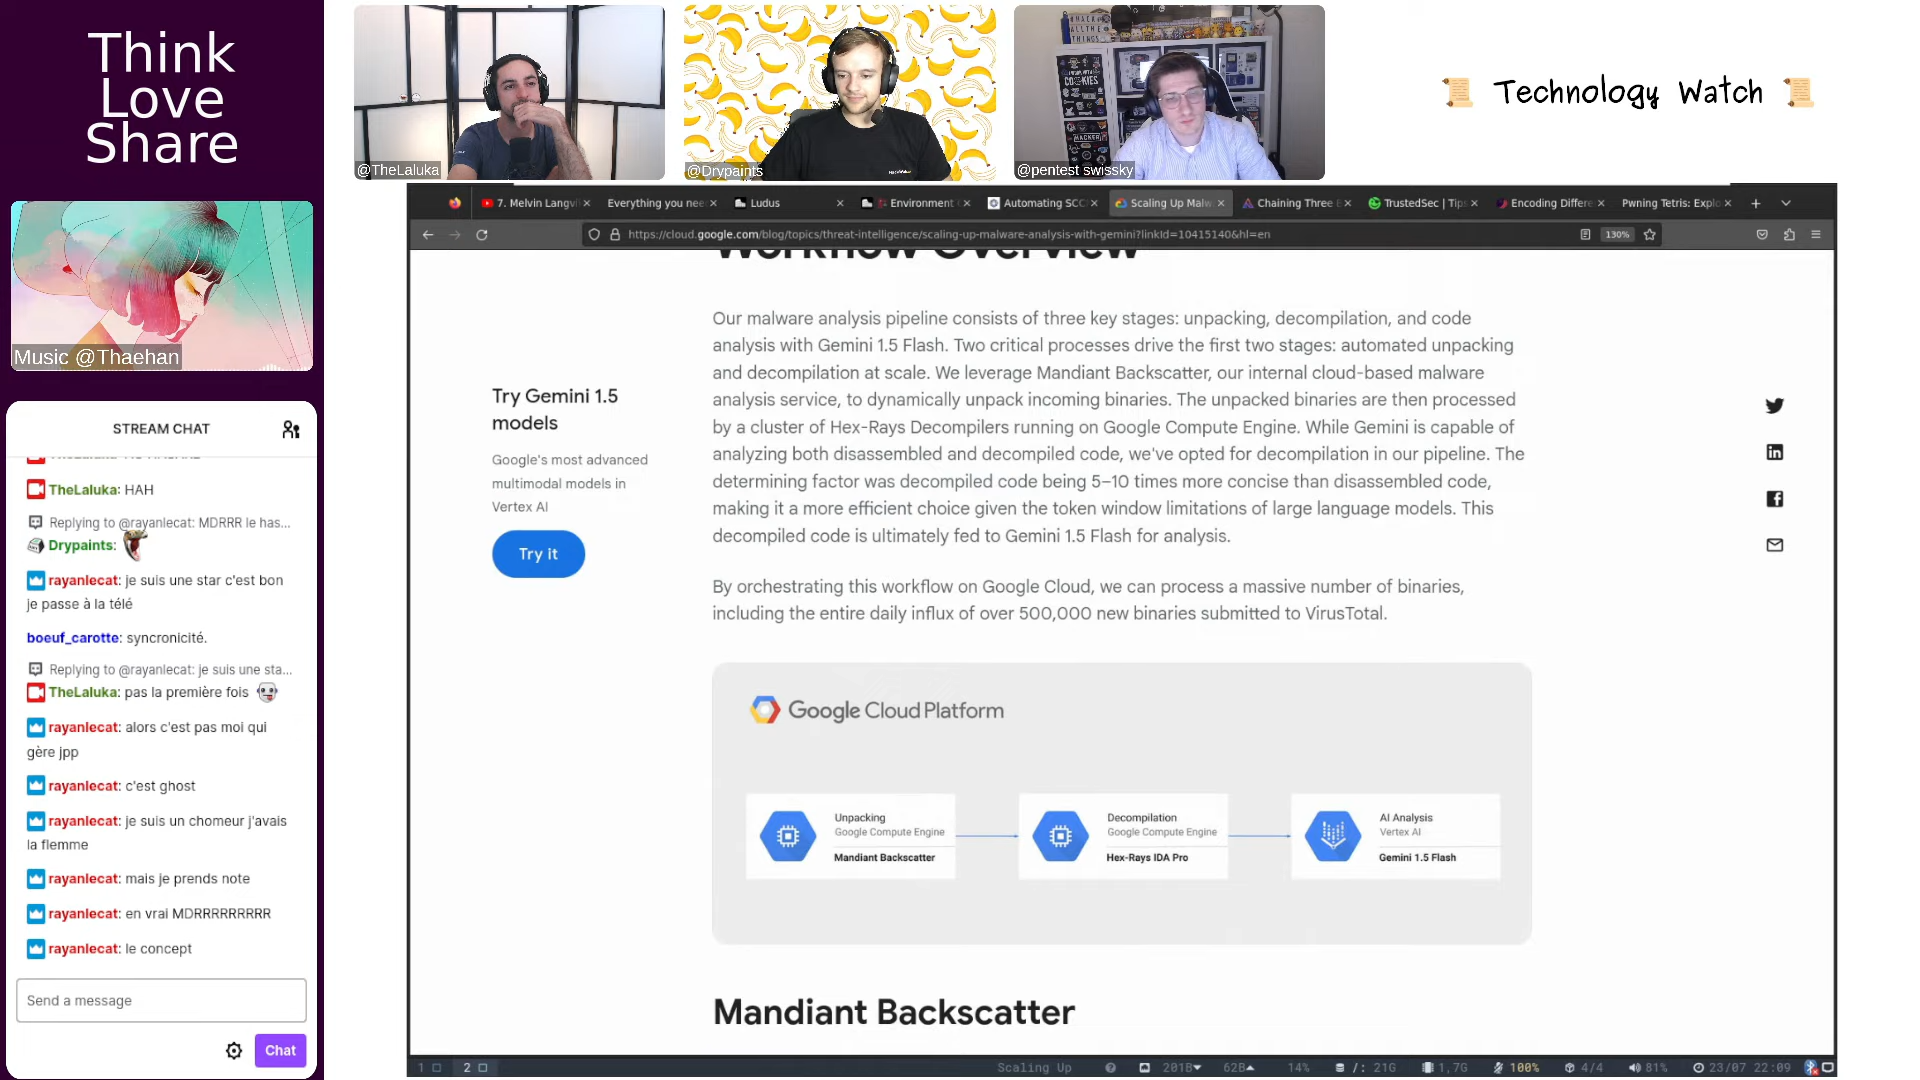 Think
Love
Share
@TheLaluka
@Drypaints
@pentest swissky
📜 Technology Watch 📜
Music @Thaehan
STREAM CHAT
TheLaluka: HAH
Replying to @rayanlecat: MDRRR le has...
Drypaints:
rayanlecat: je suis une star c'est bon
je passe à la télé
boeuf_carotte: syncronicité.
Replying to @rayanlecat: je suis une sta...
TheLaluka: pas la première fois
rayanlecat: alors c'est pas moi qui
gère jpp
rayanlecat: c'est ghost
rayanlecat: je suis un chomeur j'avais
la flemme
rayanlecat: mais je prends note
rayanlecat: en vrai MDRRRRRRRRR
rayanlecat: le concept
Send a message
Chat
7. Melvin Langvi
Everything you nee
Ludus
Environment
Automating SCC
Scaling Up Malw
Chaining Three
TrustedSec | Tips
Encoding Differe
Pwning Tetris: Explo
https://cloud.google.com/blog/topics/threat-intelligence/scaling-up-malware-analysis-with-gemini?linkId=10415140&hl=en
130%
Workflow Overview
Our malware analysis pipeline consists of three key stages: unpacking, decompilation, and code
analysis with Gemini 1.5 Flash. Two critical processes drive the first two stages: automated unpacking
and decompilation at scale. We leverage Mandiant Backscatter, our internal cloud-based malware
analysis service, to dynamically unpack incoming binaries. The unpacked binaries are then processed
by a cluster of Hex-Rays Decompilers running on Google Compute Engine. While Gemini is capable of
analyzing both disassembled and decompiled code, we've opted for decompilation in our pipeline. The
determining factor was decompiled code being 5–10 times more concise than disassembled code,
making it a more efficient choice given the token window limitations of large language models. This
decompiled code is ultimately fed to Gemini 1.5 Flash for analysis.
By orchestrating this workflow on Google Cloud, we can process a massive number of binaries,
including the entire daily influx of over 500,000 new binaries submitted to VirusTotal.
Try Gemini 1.5
models
Google's most advanced
multimodal models in
Vertex AI
Try it
Google Cloud Platform
Unpacking
Google Compute Engine
Mandiant Backscatter
Decompilation
Google Compute Engine
Hex-Rays IDA Pro
AI Analysis
Vertex AI
Gemini 1.5 Flash
Mandiant Backscatter
1
2
Scaling Up
201B
62B
14%
/: 21G
1,7G
100%
4/4
81%
23/07 22:09